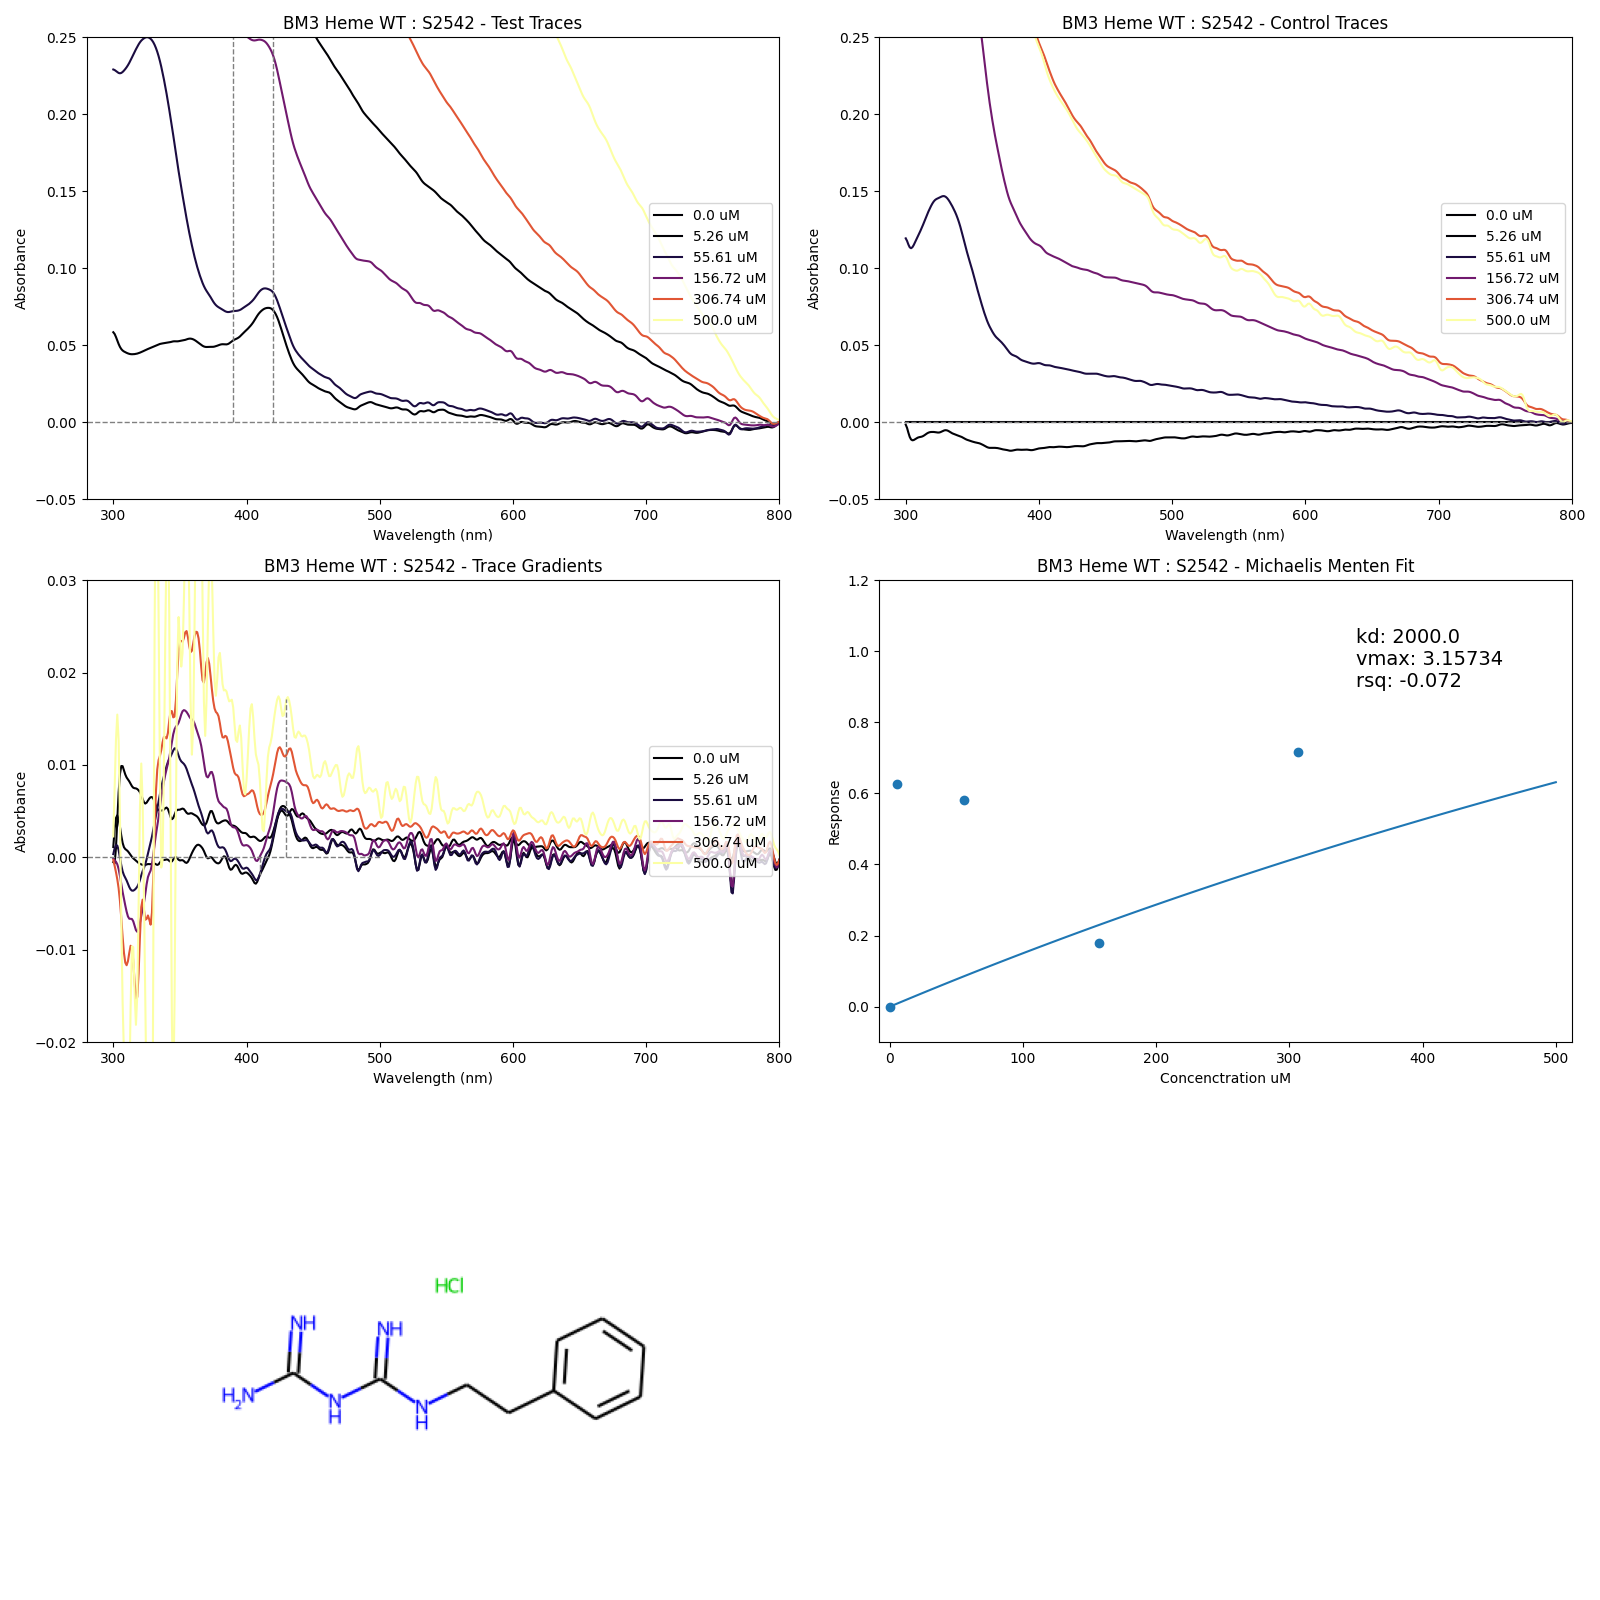 BM3 Heme WT : S2542 - Test Traces
Absorbance
0.25
0.20
0.15
0.10
0.05
0.00
−0.05
300 400 500 600 700 800
Wavelength (nm)
0.0 uM
5.26 uM
55.61 uM
156.72 uM
306.74 uM
500.0 uM
BM3 Heme WT : S2542 - Control Traces
Absorbance
0.25
0.20
0.15
0.10
0.05
0.00
−0.05
300 400 500 600 700 800
Wavelength (nm)
0.0 uM
5.26 uM
55.61 uM
156.72 uM
306.74 uM
500.0 uM
BM3 Heme WT : S2542 - Trace Gradients
Absorbance
0.03
0.02
0.01
0.00
−0.01
−0.02
300 400 500 600 700 800
Wavelength (nm)
0.0 uM
5.26 uM
55.61 uM
156.72 uM
306.74 uM
500.0 uM
BM3 Heme WT : S2542 - Michaelis Menten Fit
Response
1.2
1.0
0.8
0.6
0.4
0.2
0.0
0 100 200 300 400 500
Concenctration uM
kd: 2000.0
vmax: 3.15734
rsq: -0.072
HCl
NH
NH
H2N
N
H
N
H